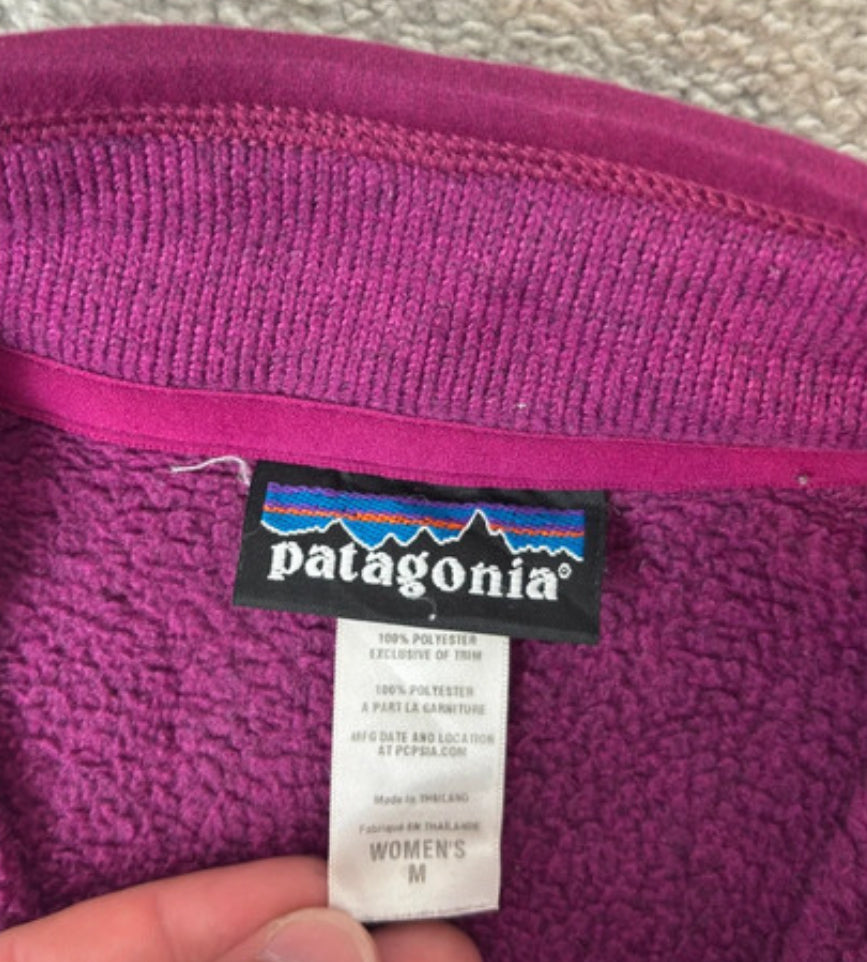 patagonia®
100% POLYESTER
EXCLUSIVE OF TRIM
100% POLYESTER
A PART LA GARNITURE
MFG DATE AND LOCATION
AT PCPSIA.COM
Made in THAILAND
Fabriqué EN THAILANDE
WOMEN'S
M